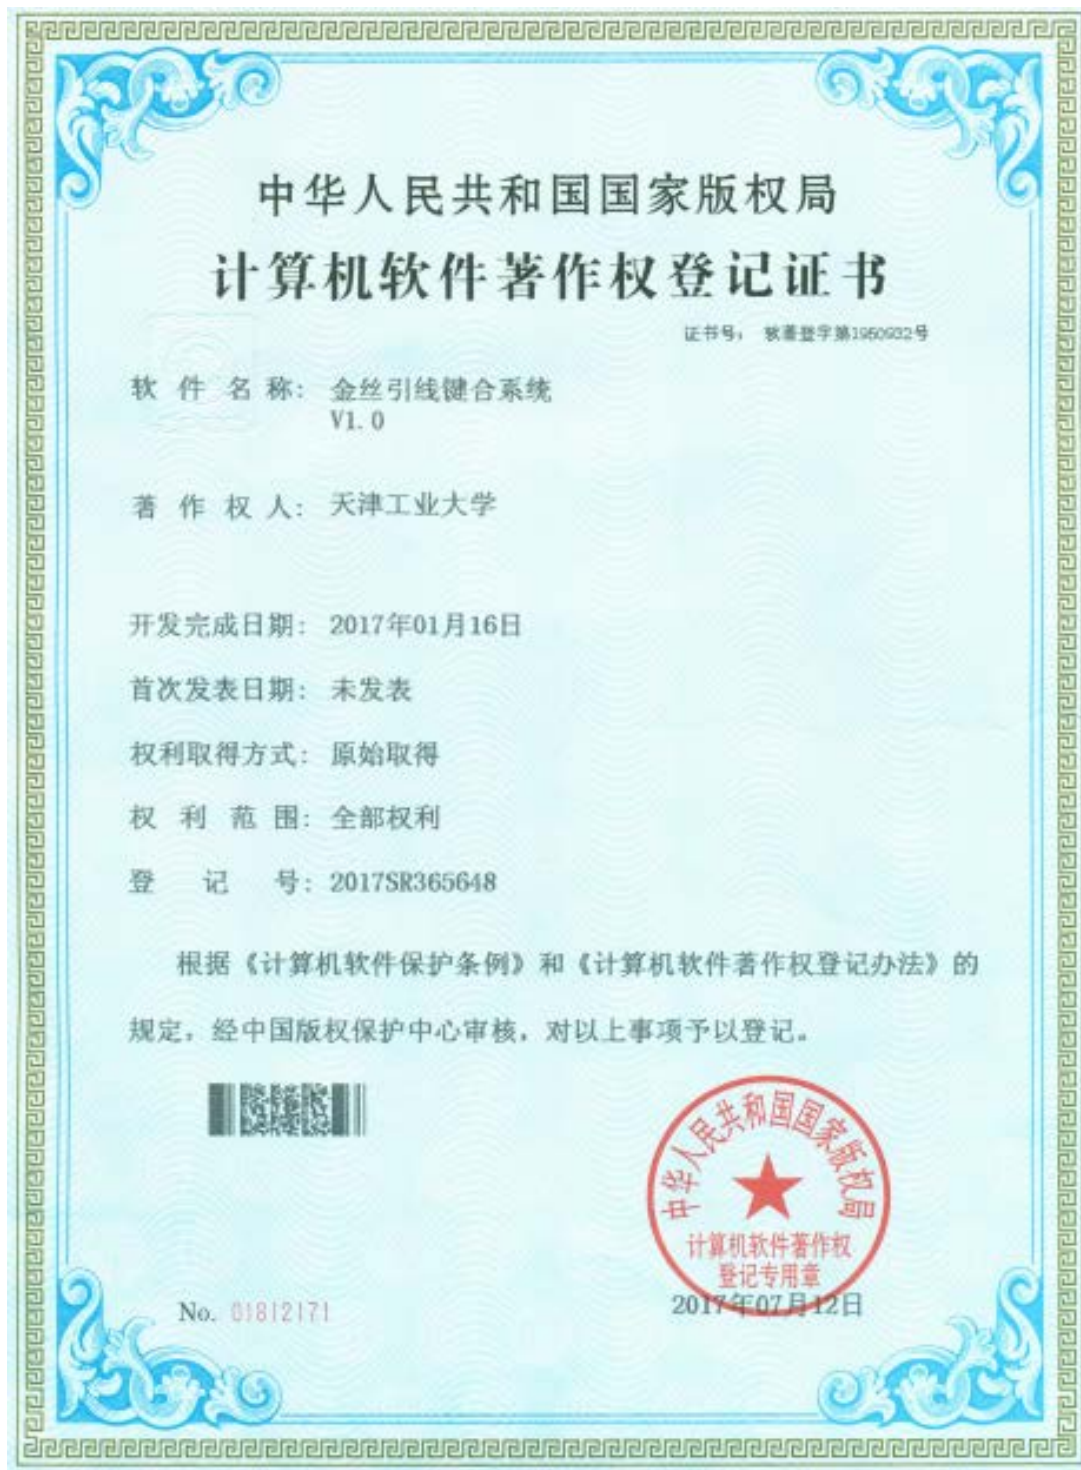 中华人民共和国国家版权局
计算机软件著作权登记证书
证书号： 软著登字第1950932号
软件名称： 金丝引线键合系统
V1.0
著作权人： 天津工业大学
开发完成日期： 2017年01月16日
首次发表日期： 未发表
权利取得方式： 原始取得
权利范围： 全部权利
登记号： 2017SR365648
根据《计算机软件保护条例》和《计算机软件著作权登记办法》的
规定，经中国版权保护中心审核，对以上事项予以登记。
中华人民共和国国家版权局
计算机软件著作权
登记专用章
2017年07月12日
No. 01812171